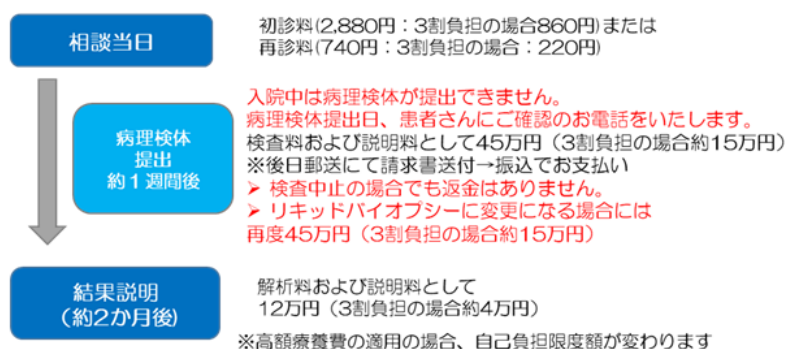 相談当日
初診料(2,880円：3割負担の場合860円)または
再診料(740円：3割負担の場合：220円)
病理検体
提出
約１週間後
入院中は病理検体が提出できません。
病理検体提出日、患者さんにご確認のお電話をいたします。
検査料および説明料として45万円（3割負担の場合約15万円）
※後日郵送にて請求書送付→振込でお支払い
➢ 検査中止の場合でも返金はありません。
➢ リキッドバイオプシーに変更になる場合には
再度45万円（3割負担の場合約15万円）
結果説明
（約2か月後)
解析料および説明料として
12万円（3割負担の場合約4万円）
※高額療養費の適用の場合、自己負担限度額が変わります